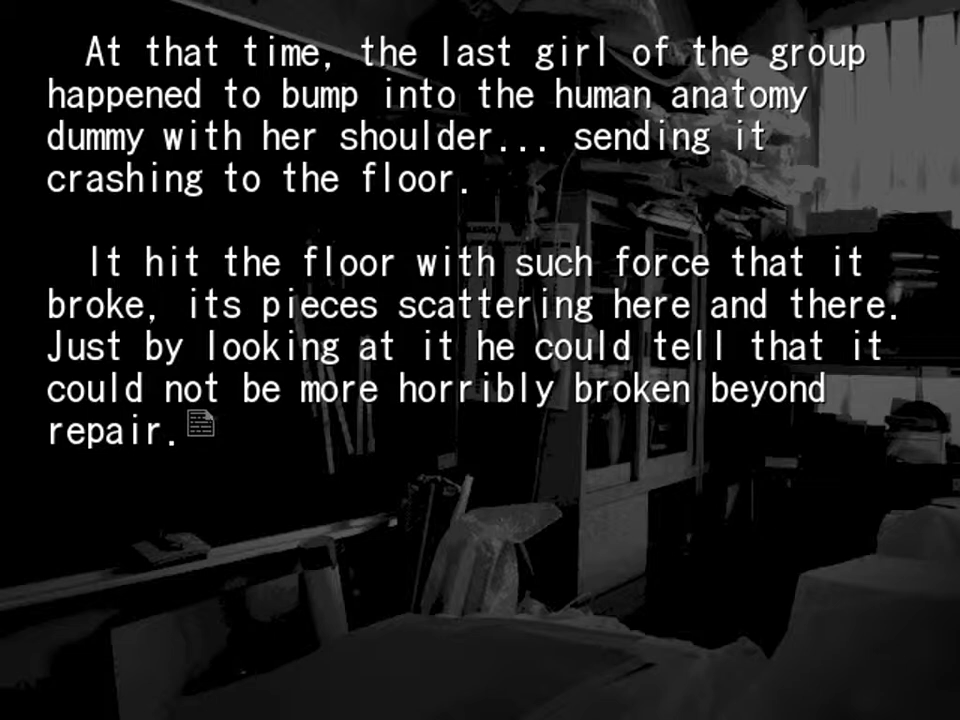 At that time, the last girl of the group
happened to bump into the human anatomy
dummy with her shoulder... sending it
crashing to the floor.
It hit the floor with such force that it
broke, its pieces scattering here and there.
Just by looking at it he could tell that it
could not be more horribly broken beyond
repair.